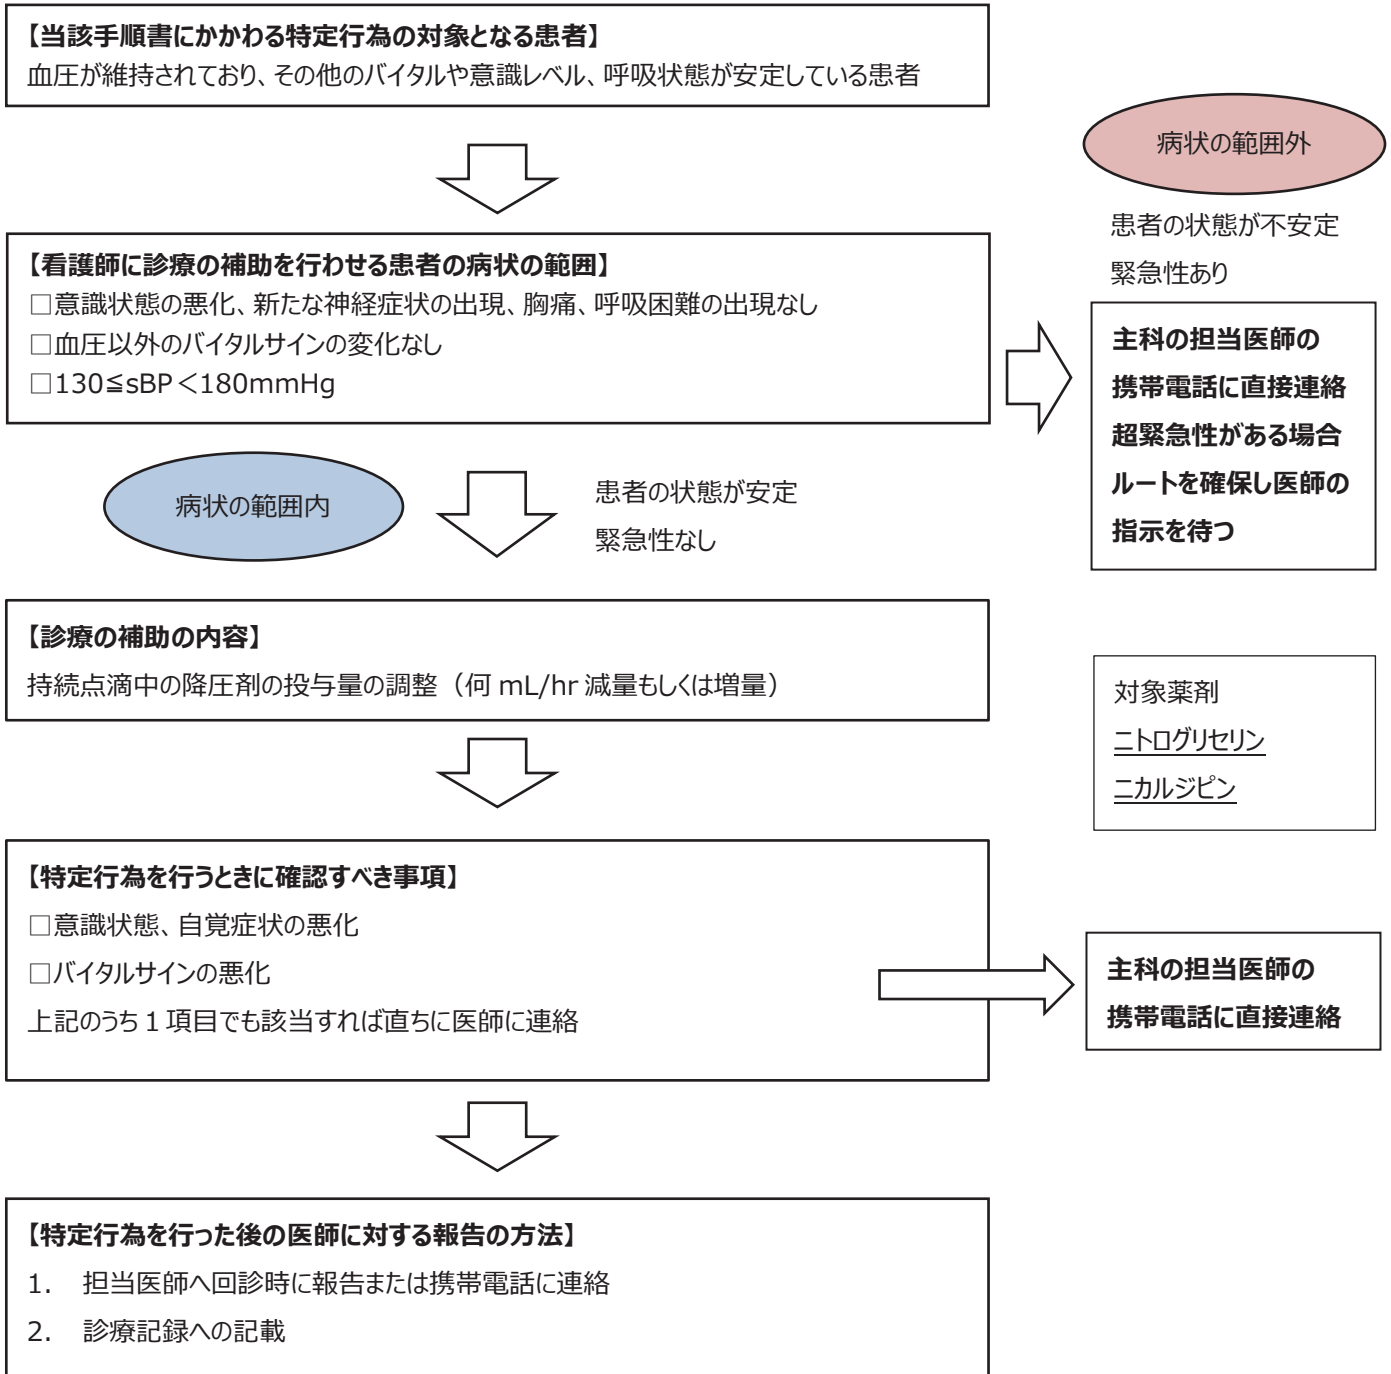 【当該手順書にかかわる特定行為の対象となる患者】
血圧が維持されており、その他のバイタルや意識レベル、呼吸状態が安定している患者
病状の範囲外
患者の状態が不安定
緊急性あり
【看護師に診療の補助を行わせる患者の病状の範囲】
□意識状態の悪化、新たな神経症状の出現、胸痛、呼吸困難の出現なし
□血圧以外のバイタルサインの変化なし
□130≦sBP<180mmHg
主科の担当医師の
携帯電話に直接連絡
超緊急性がある場合
ルートを確保し医師の
指示を待つ
病状の範囲内
患者の状態が安定
緊急性なし
【診療の補助の内容】
持続点滴中の降圧剤の投与量の調整（何 mL/hr 減量もしくは増量）
対象薬剤
ニトログリセリン
ニカルジピン
【特定行為を行うときに確認すべき事項】
□意識状態、自覚症状の悪化
□バイタルサインの悪化
上記のうち 1 項目でも該当すれば直ちに医師に連絡
主科の担当医師の
携帯電話に直接連絡
【特定行為を行った後の医師に対する報告の方法】
1. 担当医師へ回診時に報告または携帯電話に連絡
2. 診療記録への記載